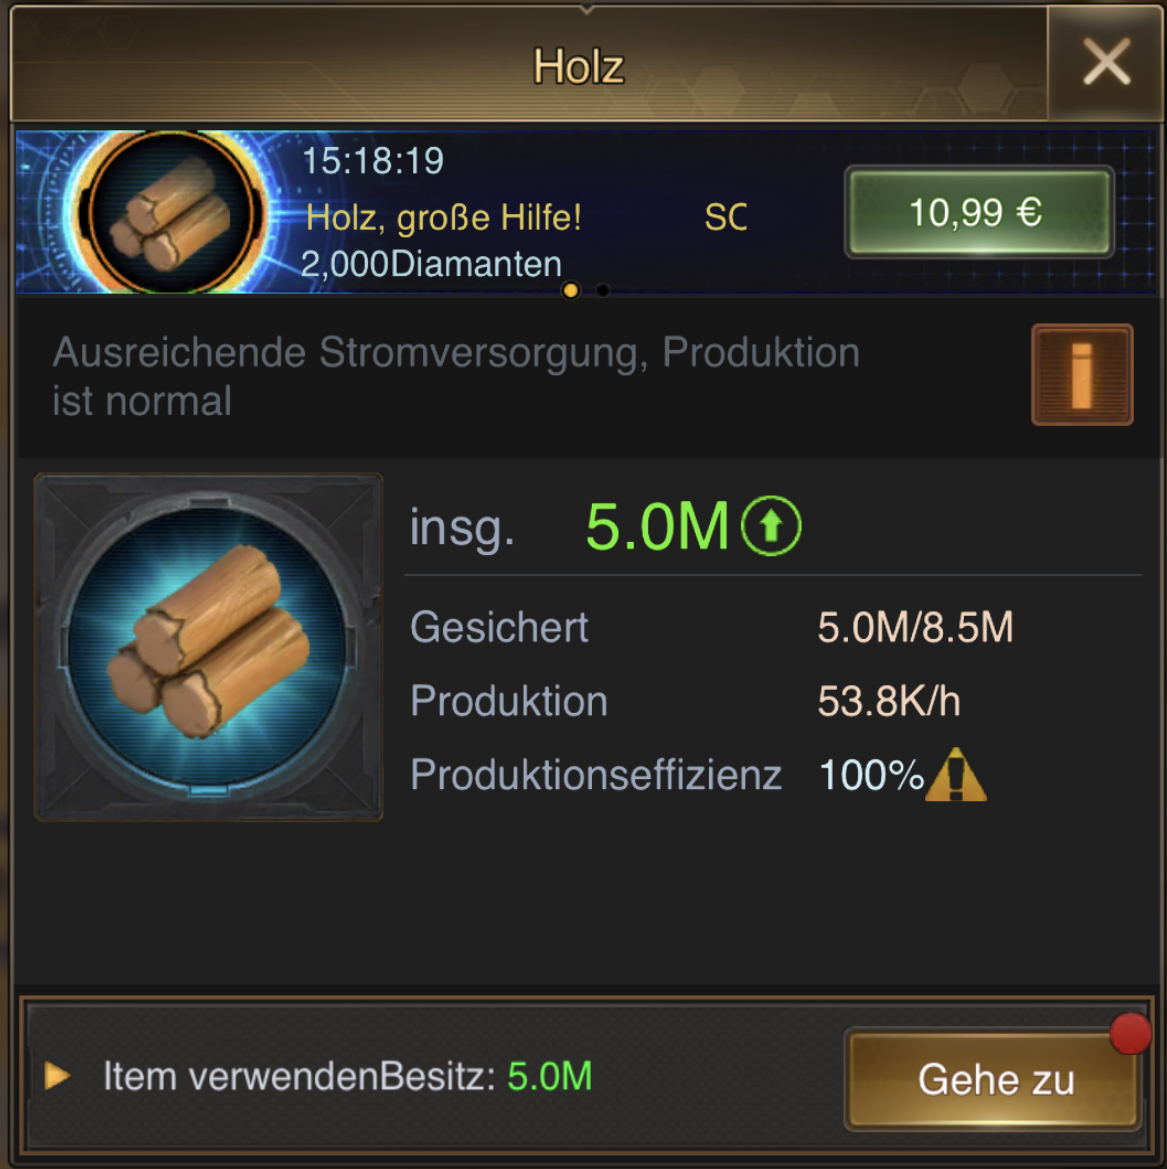 Holz
15:18:19
Holz, große Hilfe! SC
2,000Diamanten
10,99 €
Ausreichende Stromversorgung, Produktion
ist normal
insg. 5.0M
Gesichert 5.0M/8.5M
Produktion 53.8K/h
Produktionseffizienz 100%
Item verwendenBesitz: 5.0M
Gehe zu